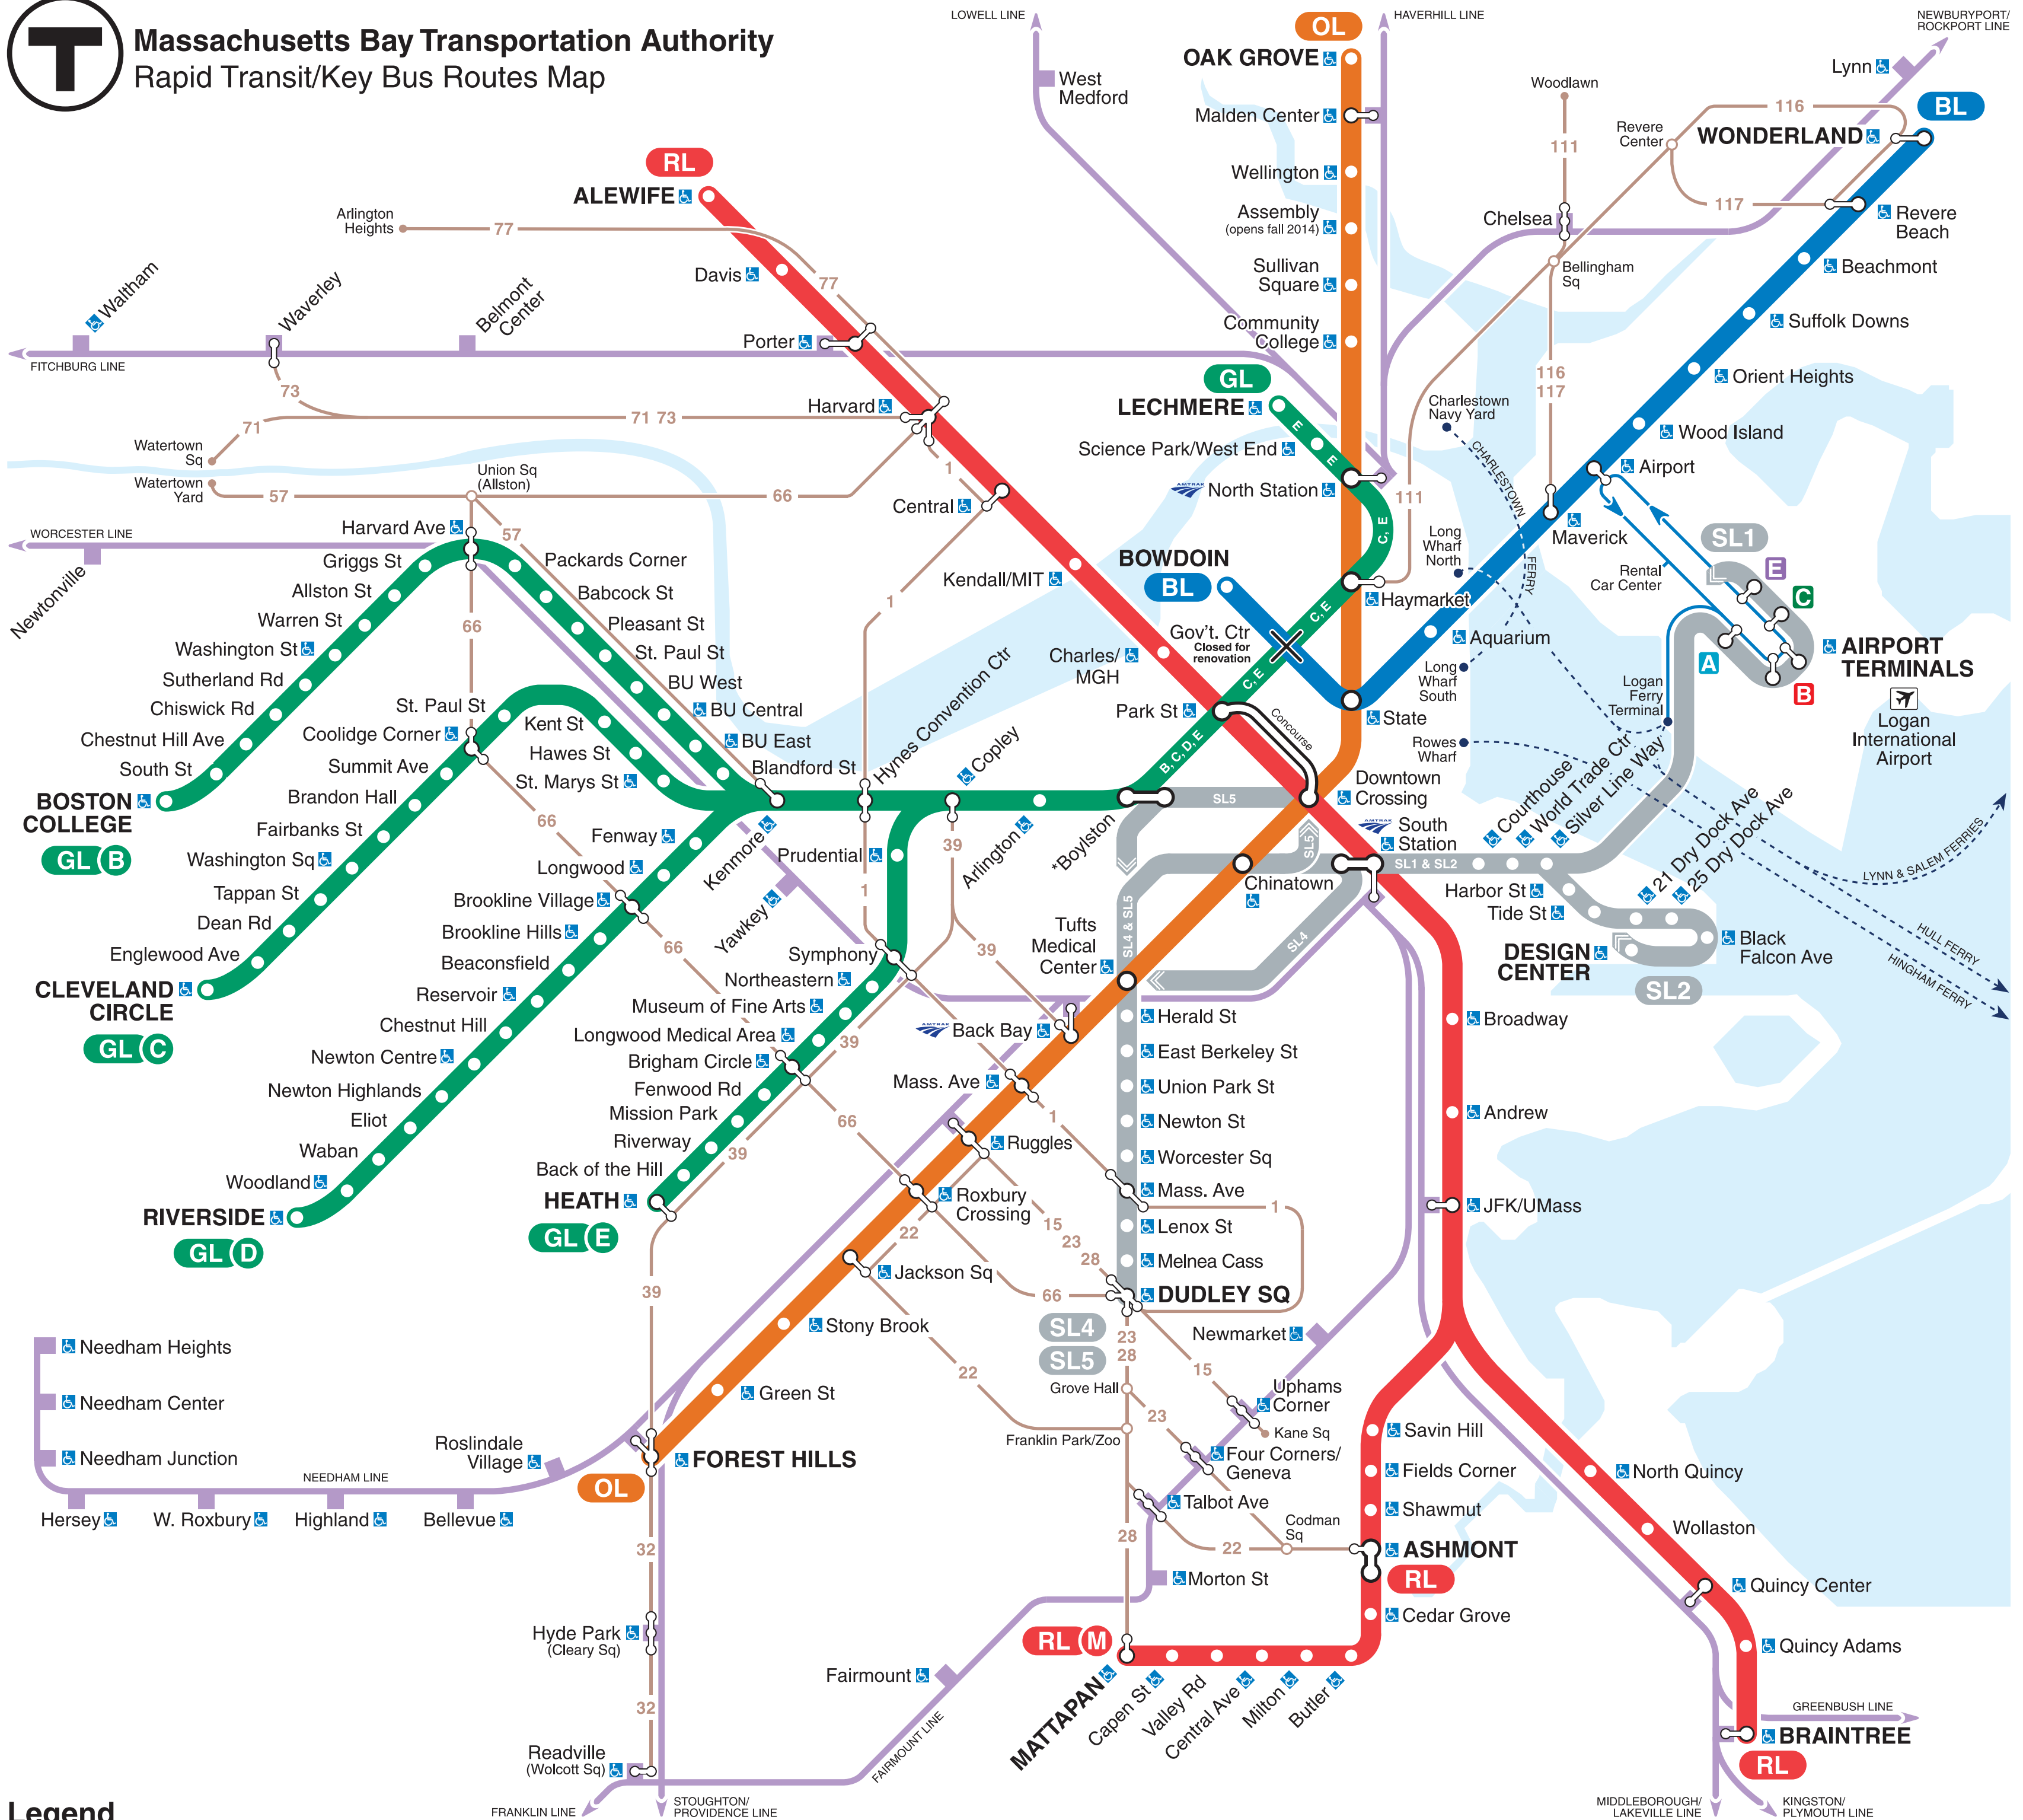 T
Massachusetts Bay Transportation Authority
Rapid Transit/Key Bus Routes Map
LOWELL LINE
West
Medford
OL
OAK GROVE
HAVERHILL LINE
Malden Center
Wellington
Assembly
(opens fall 2014)
Sullivan
Square
Community
College
NEWBURYPORT/
ROCKPORT LINE
Lynn
BL
WONDERLAND
Woodlawn
111
Revere
Center
116
117
Chelsea
Revere
Beach
Bellingham
Sq
Beachmont
Suffolk Downs
Orient Heights
Wood Island
116
117
Airport
Maverick
RL
ALEWIFE
Arlington
Heights
77
77
Davis
Porter
Waltham
Waverley
Belmont
Center
FITCHBURG LINE
73
71
71 73
Harvard
Watertown
Sq
Watertown
Yard
57
Union Sq
(Allston)
66
1
Central
GL
LECHMERE
E
E
Science Park/West End
AMTRAK
North Station
C, E
111
Charlestown
Navy Yard
CHARLESTOWN
FERRY
Long
Wharf
North
WORCESTER LINE
Newtonville
Harvard Ave
57
Griggs St
Allston St
Warren St
Washington St
Sutherland Rd
Chiswick Rd
Chestnut Hill Ave
South St
BOSTON
COLLEGE
GL B
Packards Corner
Babcock St
Pleasant St
St. Paul St
BU West
BU Central
BU East
Blandford St
66
Kendall/MIT
1
BOWDOIN
BL
Haymarket
C, E
Gov't. Ctr
Closed for
renovation
C, E
Charles/
MGH
Park St
Concourse
B, C, D, E
State
Aquarium
Long
Wharf
South
Rowes
Wharf
Rental
Car Center
SL1
E
C
A
B
AIRPORT
TERMINALS
Logan
International
Airport
Logan
Ferry
Terminal
St. Paul St
Coolidge Corner
Summit Ave
Brandon Hall
Fairbanks St
Washington Sq
Tappan St
Dean Rd
Englewood Ave
CLEVELAND
CIRCLE
GL C
Kent St
Hawes St
St. Marys St
66
Hynes Convention Ctr
Copley
Kenmore
Yawkey
Prudential
39
1
Arlington
*Boylston
SL5
Downtown
Crossing
AMTRAK
South
Station
SL5
SL1 & SL2
Courthouse
World Trade Ctr
Silver Line Way
21 Dry Dock Ave
25 Dry Dock Ave
Harbor St
Tide St
DESIGN
CENTER
Black
Falcon Ave
SL2
LYNN & SALEM FERRIES
HULL FERRY
HINGHAM FERRY
Chinatown
SL4
SL4 & SL5
Tufts
Medical
Center
Fenway
Longwood
Brookline Village
Brookline Hills
Beaconsfield
Reservoir
Chestnut Hill
Newton Centre
Newton Highlands
Eliot
Waban
Woodland
RIVERSIDE
GL D
66
Symphony
Northeastern
Museum of Fine Arts
Longwood Medical Area
Brigham Circle
Fenwood Rd
Mission Park
Riverway
Back of the Hill
HEATH
GL E
39
39
39
39
66
AMTRAK
Back Bay
Mass. Ave
1
Ruggles
Roxbury
Crossing
15
23
28
22
Jackson Sq
Stony Brook
Green St
FOREST HILLS
OL
22
66
Herald St
East Berkeley St
Union Park St
Newton St
Worcester Sq
Mass. Ave
1
Lenox St
Melnea Cass
DUDLEY SQ
SL4
SL5
23
28
15
Grove Hall
23
Franklin Park/Zoo
Newmarket
Uphams
Corner
Kane Sq
Four Corners/
Geneva
Talbot Ave
28
22
Codman
Sq
Morton St
Broadway
Andrew
JFK/UMass
Savin Hill
Fields Corner
Shawmut
ASHMONT
RL
Cedar Grove
North Quincy
Wollaston
Quincy Center
Quincy Adams
GREENBUSH LINE
BRAINTREE
RL
MIDDLEBOROUGH/
LAKEVILLE LINE
KINGSTON/
PLYMOUTH LINE
RL M
MATTAPAN
Capen St
Valley Rd
Central Ave
Milton
Butler
Needham Heights
Needham Center
Needham Junction
NEEDHAM LINE
Hersey
W. Roxbury
Highland
Bellevue
Roslindale
Village
32
Hyde Park
(Cleary Sq)
32
Readville
(Wolcott Sq)
Fairmount
FAIRMOUNT LINE
FRANKLIN LINE
STOUGHTON/
PROVIDENCE LINE
Legend